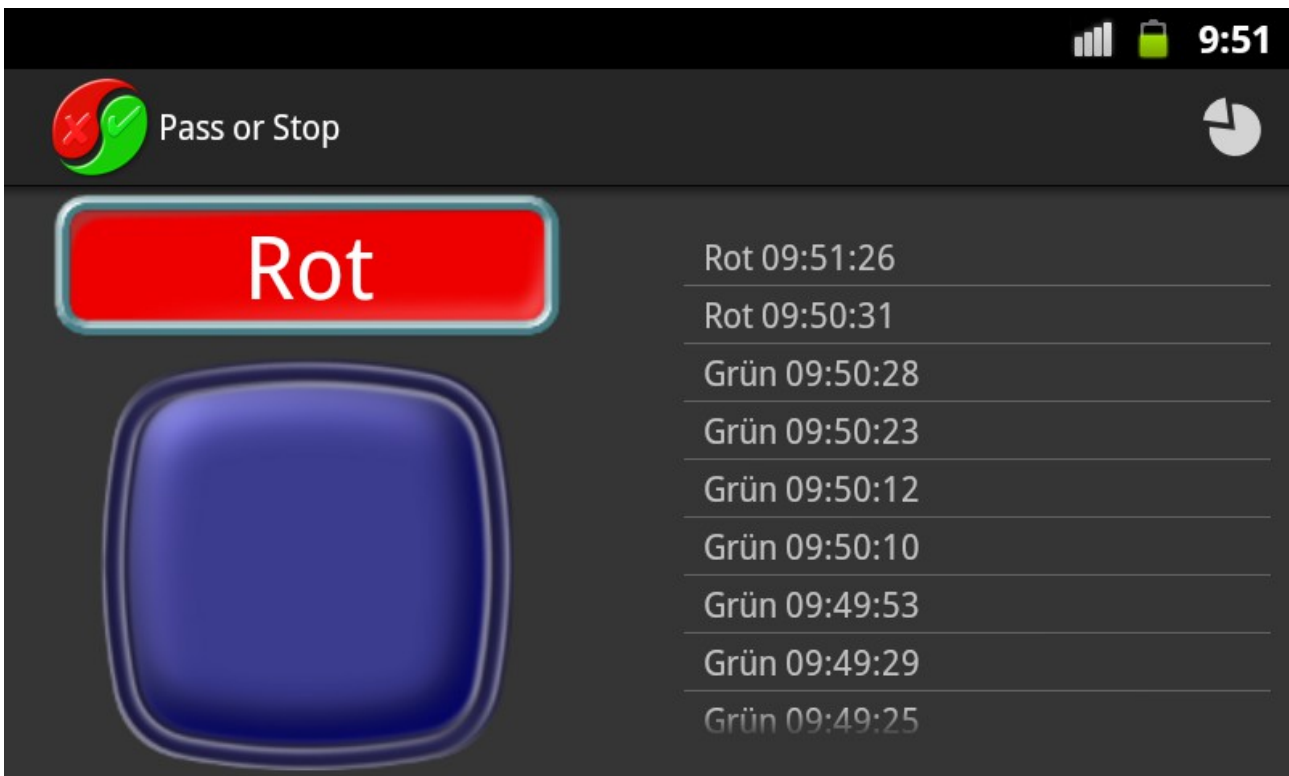 9:51
Pass or Stop
Rot
Rot 09:51:26
Rot 09:50:31
Grün 09:50:28
Grün 09:50:23
Grün 09:50:12
Grün 09:50:10
Grün 09:49:53
Grün 09:49:29
Grün 09:49:25